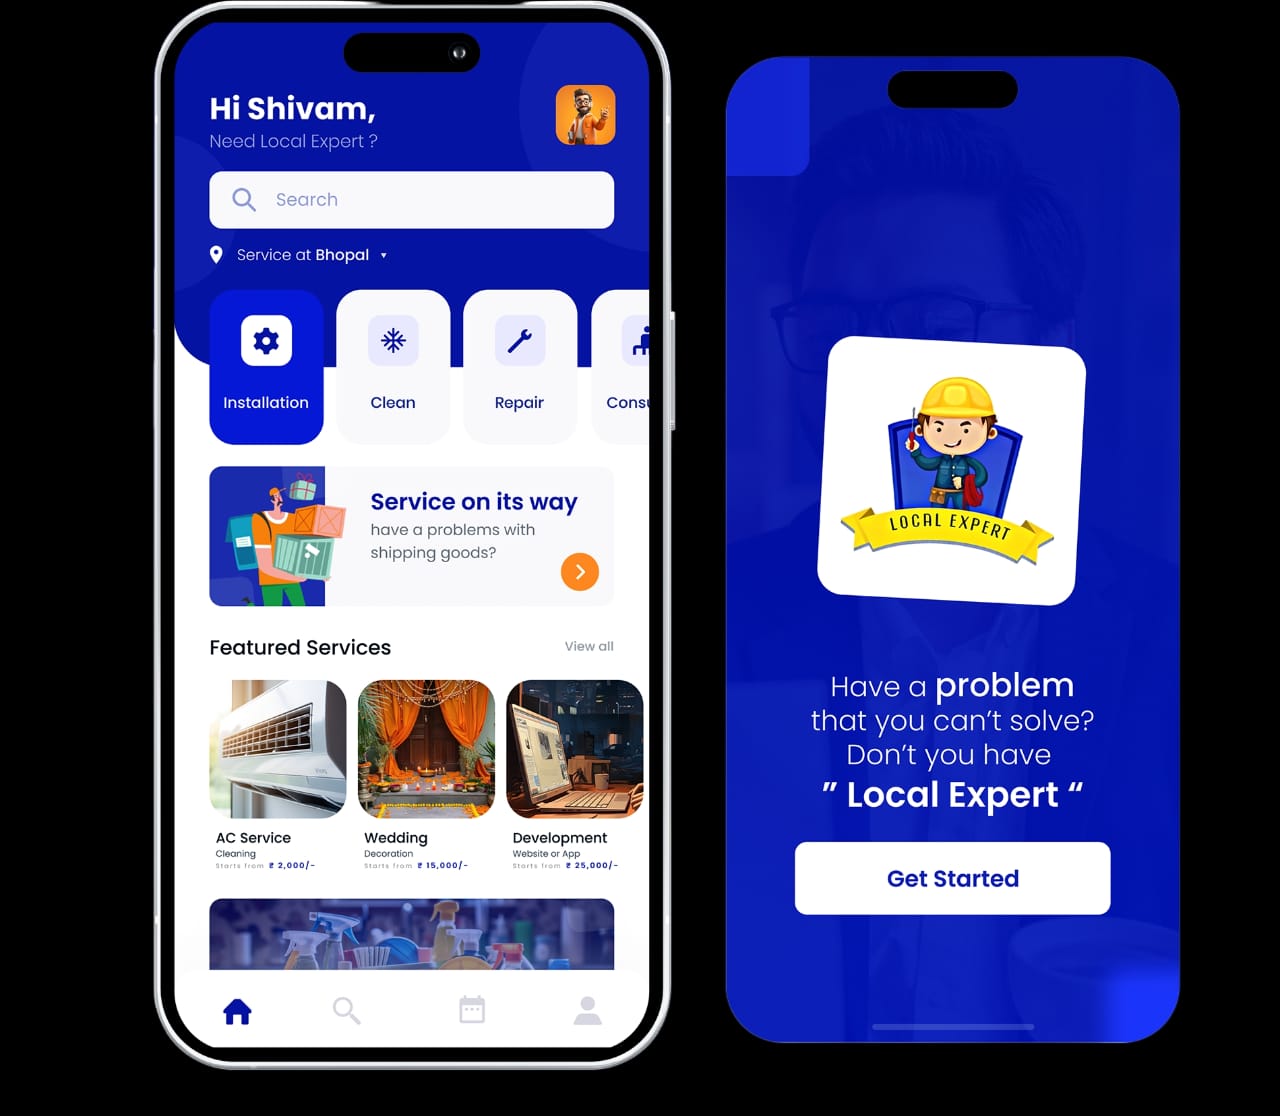 Hi Shivam,
Need Local Expert ?
Search
Service at Bhopal
Installation
Clean
Repair
Consu
Service on its way
have a problems with
shipping goods?
Featured Services
View all
AC Service
Cleaning
Starts from ₹ 2,000/-
Wedding
Decoration
Starts from ₹ 15,000/-
Development
Website or App
Starts from ₹ 25,000/-
LOCAL EXPERT
Have a problem
that you can’t solve?
Don’t you have
” Local Expert “
Get Started